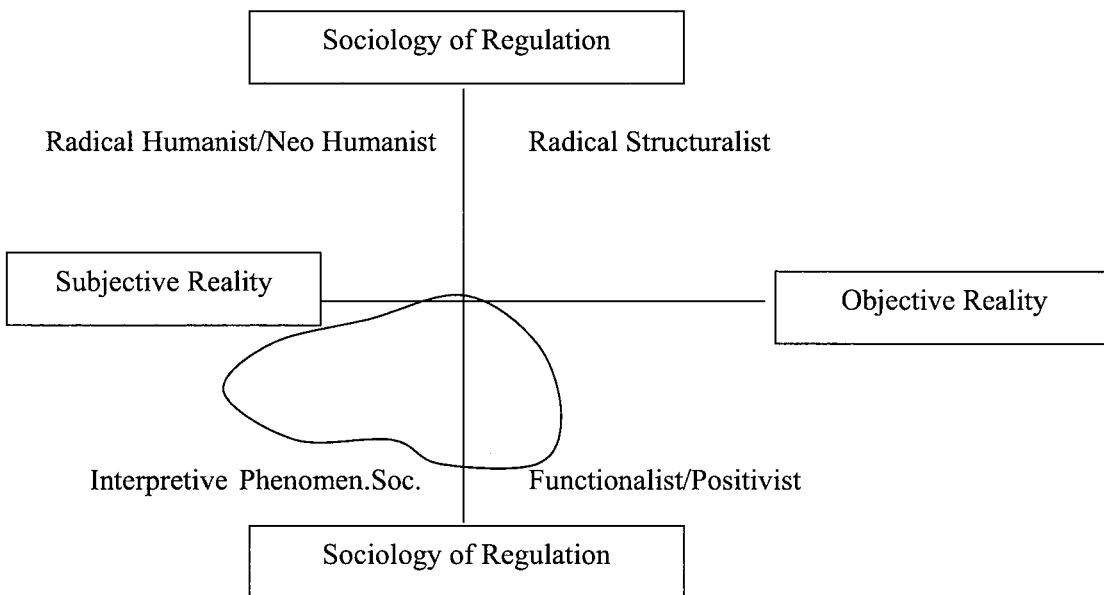 Sociology of Regulation
Radical Humanist/Neo Humanist
Radical Structuralist
Subjective Reality
Objective Reality
Interpretive Phenomen.Soc.
Functionalist/Positivist
Sociology of Regulation